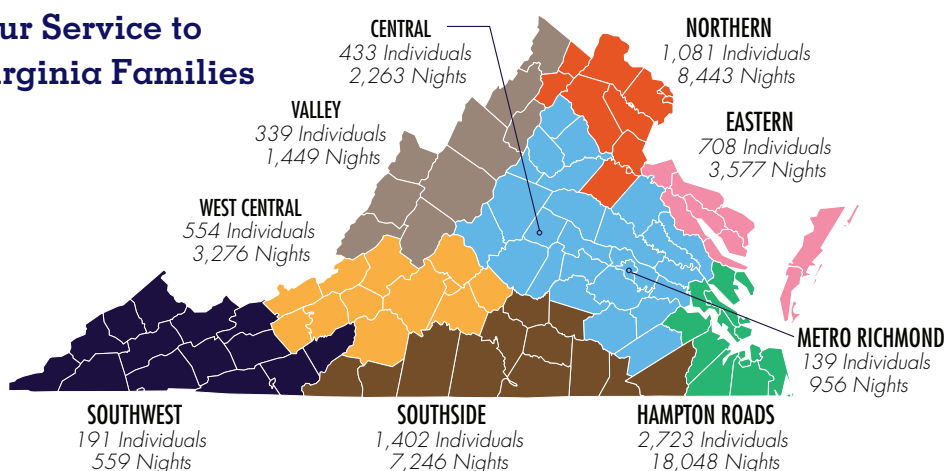 ur Service to
rginia Families
CENTRAL
433 Individuals
2,263 Nights
NORTHERN
1,081 Individuals
8,443 Nights
VALLEY
339 Individuals
1,449 Nights
EASTERN
708 Individuals
3,577 Nights
WEST CENTRAL
554 Individuals
3,276 Nights
METRO RICHMOND
139 Individuals
956 Nights
SOUTHWEST
191 Individuals
559 Nights
SOUTHSIDE
1,402 Individuals
7,246 Nights
HAMPTON ROADS
2,723 Individuals
18,048 Nights